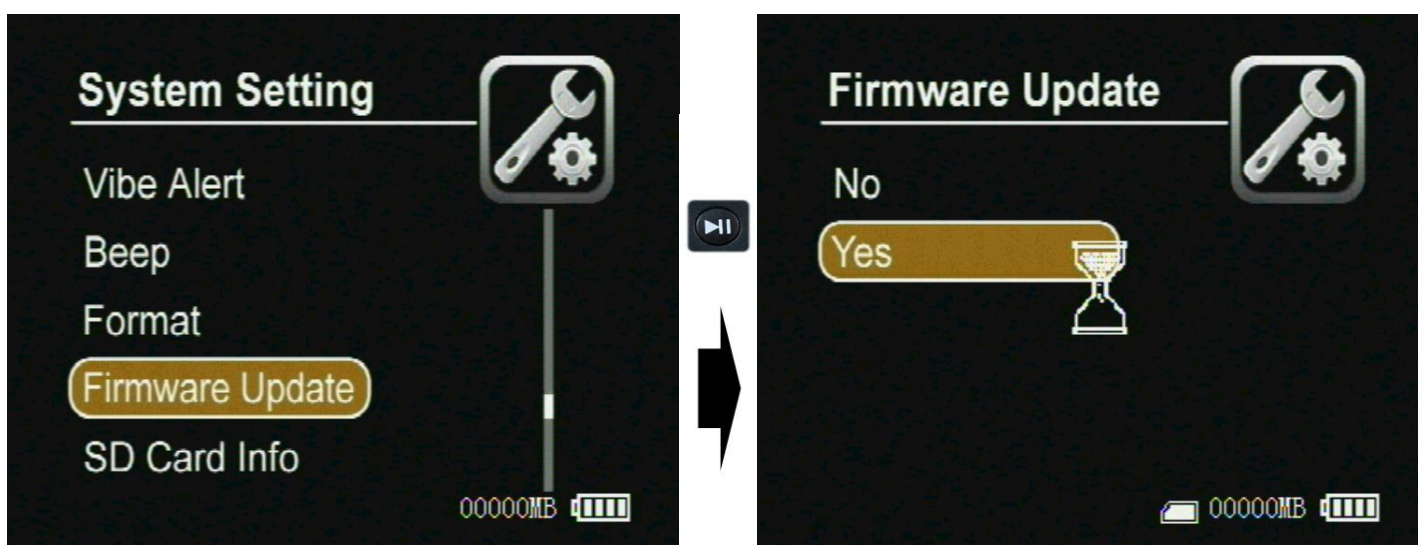 System Setting
Vibe Alert
Beep
Format
Firmware Update
SD Card Info
00000MB
Firmware Update
No
Yes
00000MB